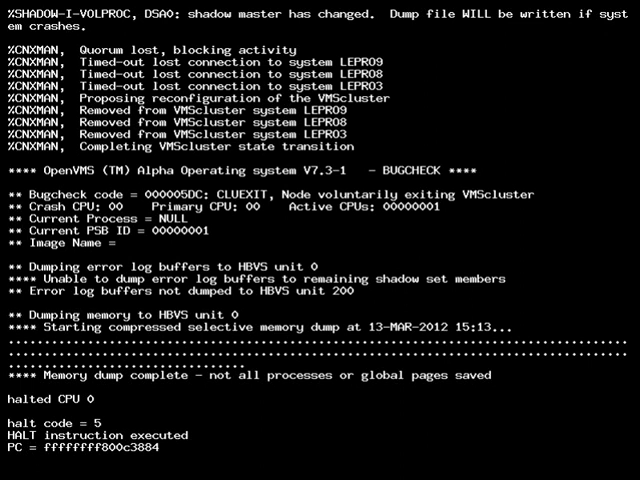 %SHADOW-I-VOLPROC, DSA0: shadow master has changed.  Dump file WILL be written if syst
em crashes.
%CNXMAN,  Quorum lost, blocking activity
%CNXMAN,  Timed-out lost connection to system LEPRO9
%CNXMAN,  Timed-out lost connection to system LEPRO8
%CNXMAN,  Timed-out lost connection to system LEPRO3
%CNXMAN,  Proposing reconfiguration of the VMScluster
%CNXMAN,  Removed from VMScluster system LEPRO9
%CNXMAN,  Removed from VMScluster system LEPRO8
%CNXMAN,  Removed from VMScluster system LEPRO3
%CNXMAN,  Completing VMScluster state transition
**** OpenVMS (TM) Alpha Operating system V7.3-1   - BUGCHECK ****
** Bugcheck code = 000005DC: CLUEXIT, Node voluntarily exiting VMScluster
** Crash CPU: 00    Primary CPU: 00    Active CPUs: 00000001
** Current Process = NULL
** Current PSB ID = 00000001
** Image Name =
** Dumping error log buffers to HBVS unit 0
**** Unable to dump error log buffers to remaining shadow set members
** Error log buffers not dumped to HBVS unit 200
** Dumping memory to HBVS unit 0
**** Starting compressed selective memory dump at 13-MAR-2012 15:13...
......................................................................................
......................................................................................
.................................
**** Memory dump complete - not all processes or global pages saved
halted CPU 0
halt code = 5
HALT instruction executed
PC = ffffffff800c3884